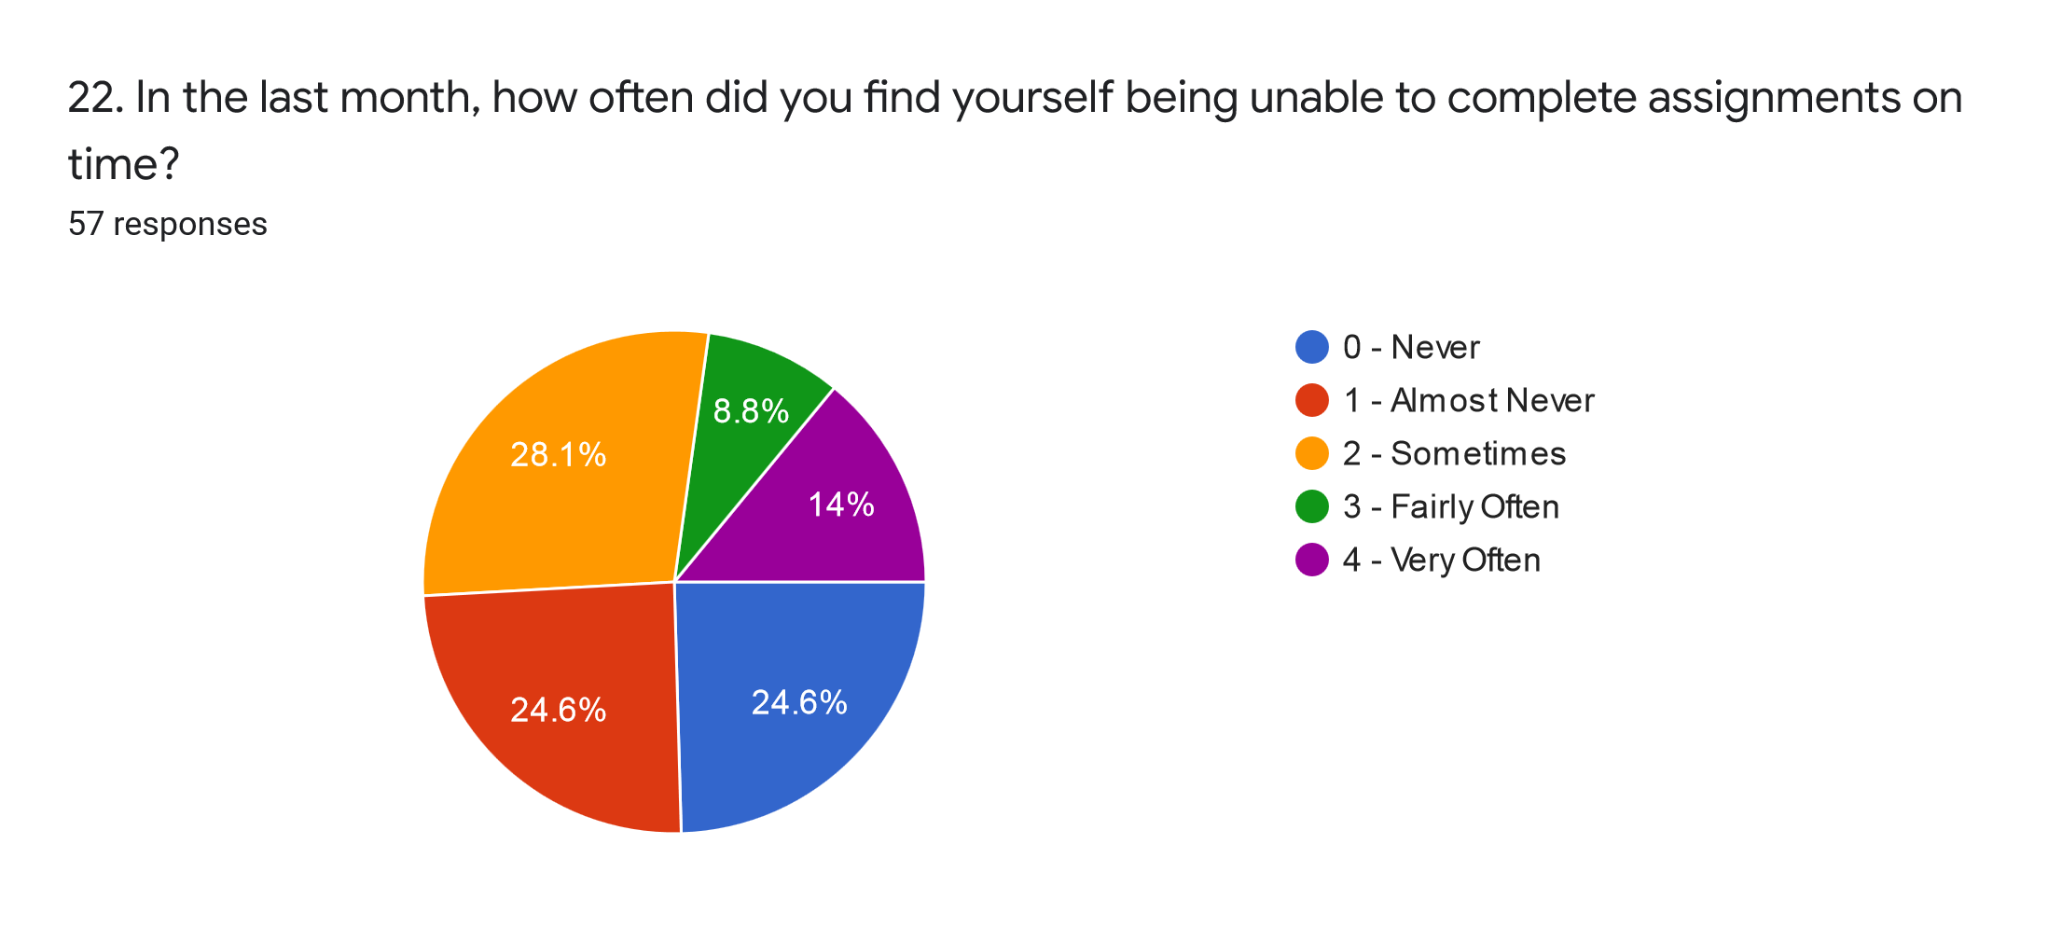 22. In the last month, how often did you find yourself being unable to complete assignments on
time?
57 responses
8.8%
28.1%
14%
24.6%
24.6%
0 - Never
1 - Almost Never
2 - Sometimes
3 - Fairly Often
4 - Very Often